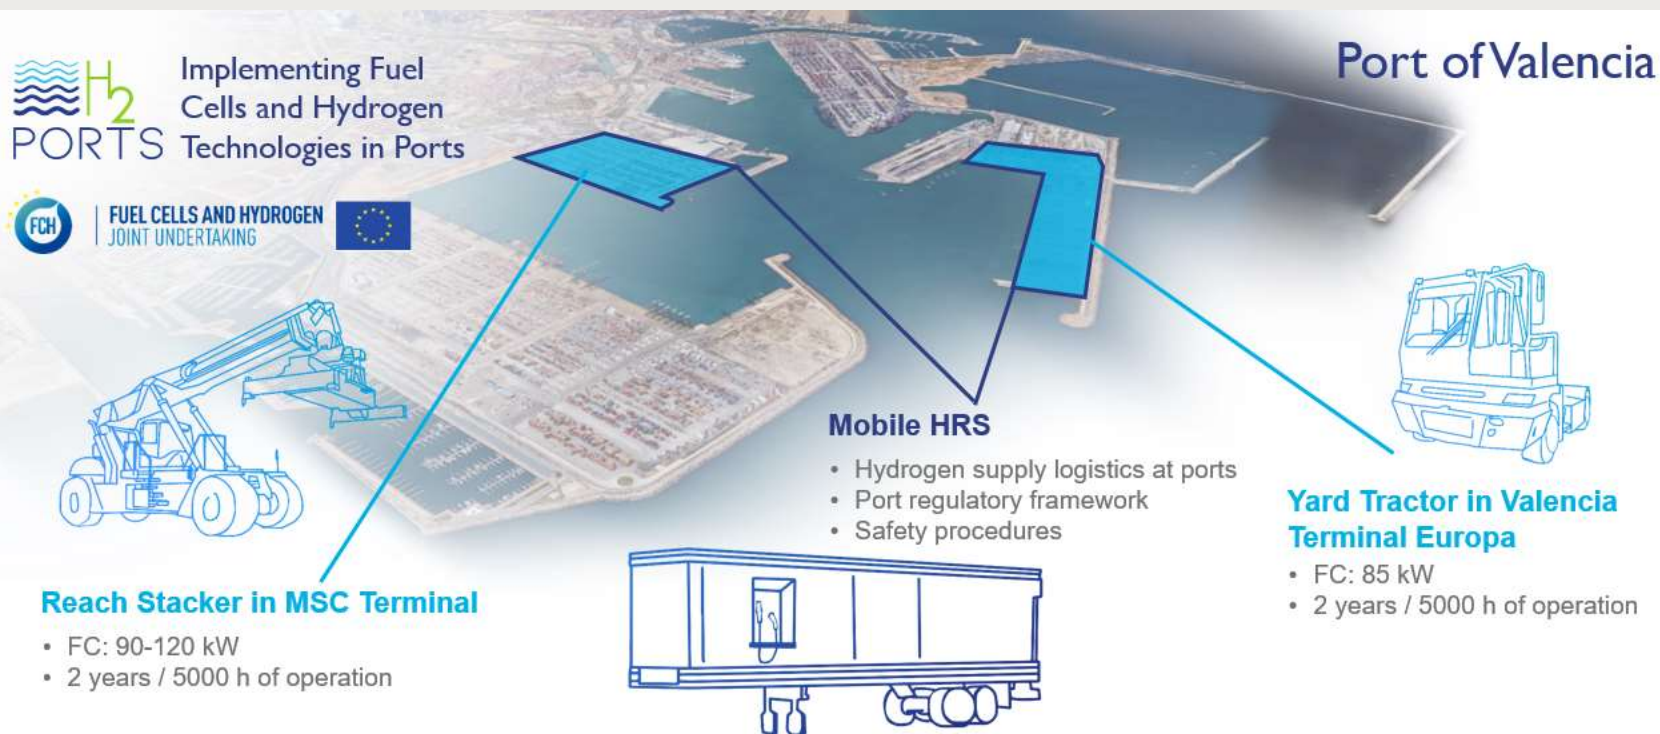 H2
PORTS
Implementing Fuel
Cells and Hydrogen
Technologies in Ports
FCH
FUEL CELLS AND HYDROGEN
JOINT UNDERTAKING
Port of Valencia
Mobile HRS
• Hydrogen supply logistics at ports
• Port regulatory framework
• Safety procedures
Yard Tractor in Valencia
Terminal Europa
• FC: 85 kW
• 2 years / 5000 h of operation
Reach Stacker in MSC Terminal
• FC: 90-120 kW
• 2 years / 5000 h of operation